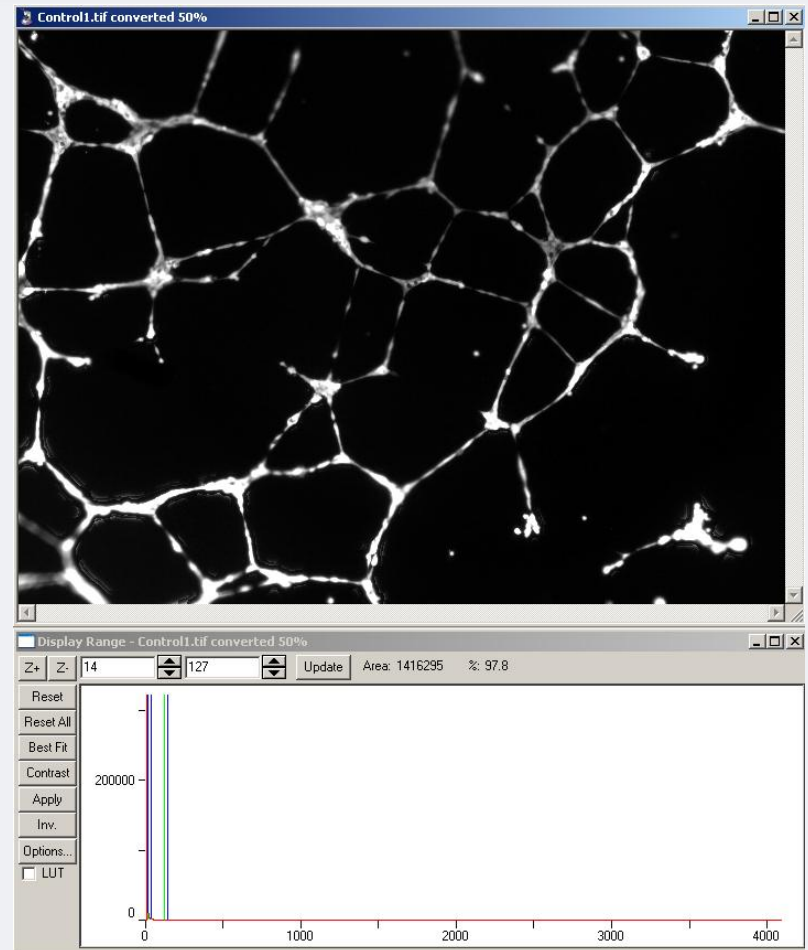 Control1.tif converted 50%
Display Range - Control1.tif converted 50%
Z+ Z- 14 127 Update Area: 1416295 %: 97.8
Reset
Reset All
Best Fit
Contrast
Apply
Inv.
Options...
LUT
200000
0
0 1000 2000 3000 4000